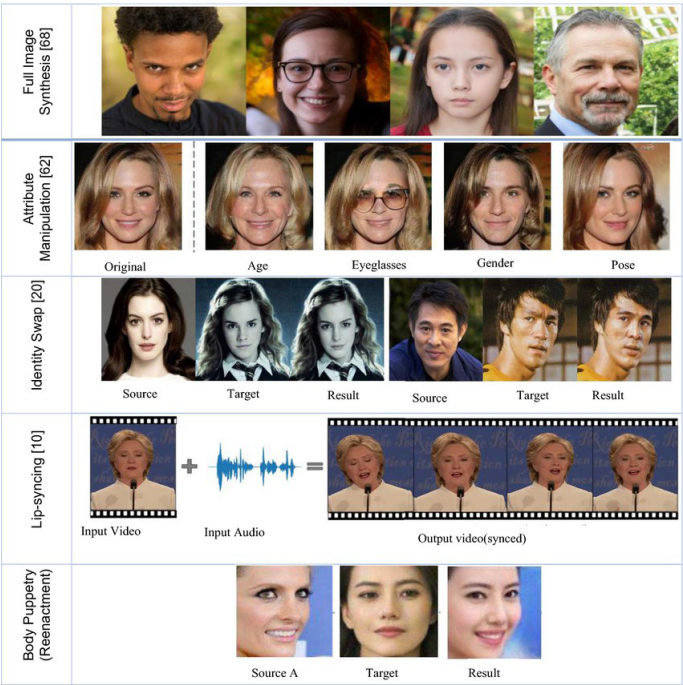 Full Image
Synthesis [68]
Attribute
Manipulation [62]
Original
Age
Eyeglasses
Gender
Pose
Identity Swap [20]
Source
Target
Result
Source
Target
Result
Lip-syncing [10]
Input Video
Input Audio
Output video(synced)
Body Puppetry
(Reenactment)
Source A
Target
Result